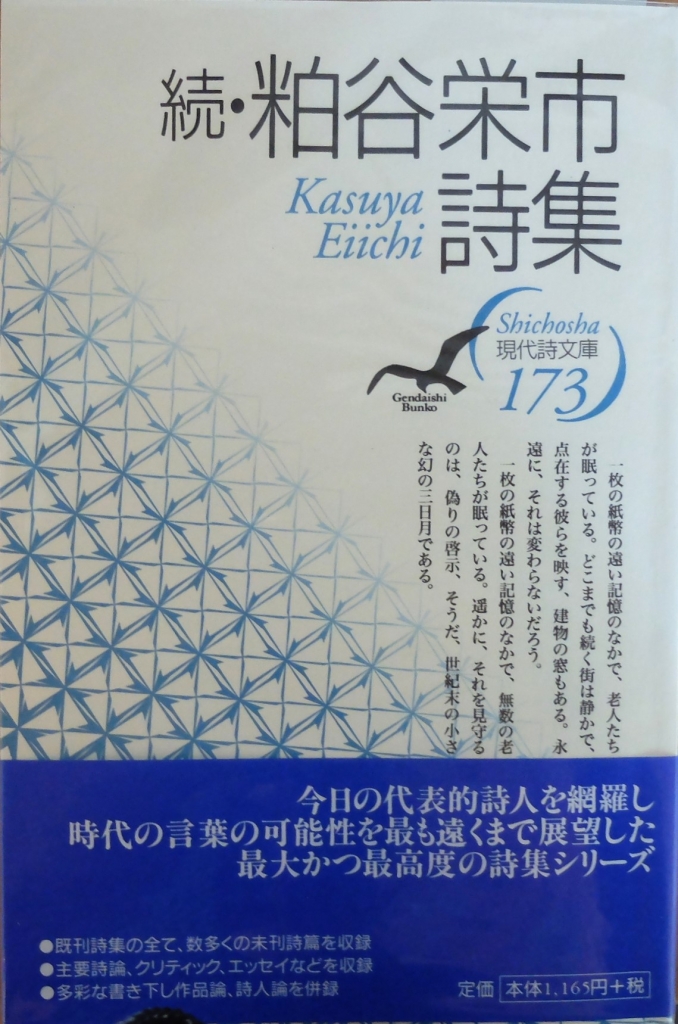 続・粕谷栄市
詩集
Kasuya
Eiichi
Shichosha
現代詩文庫
173
Gendaishi
Bunko
一枚の紙幣の遠い記憶のなかで、老人たち
が眠っている。どこまでも続く街は静かで、
点在する彼らを映す、建物の窓もある。永
遠に、それは変わらないだろう。
一枚の紙幣の遠い記憶のなかで、無数の老
人たちが眠っている。遥かに、それを見守る
のは、偽りの啓示、そうだ、世紀末の小さ
な幻の三日月である。
今日の代表的詩人を網羅し
時代の言葉の可能性を最も遠くまで展望した
最大かつ最高度の詩集シリーズ
●既刊詩集の全て、数多くの未刊詩篇を収録
●主要詩論、クリティック、エッセイなどを収録
●多彩な書き下し作品論、詩人論を併録
定価 本体1,165円+税